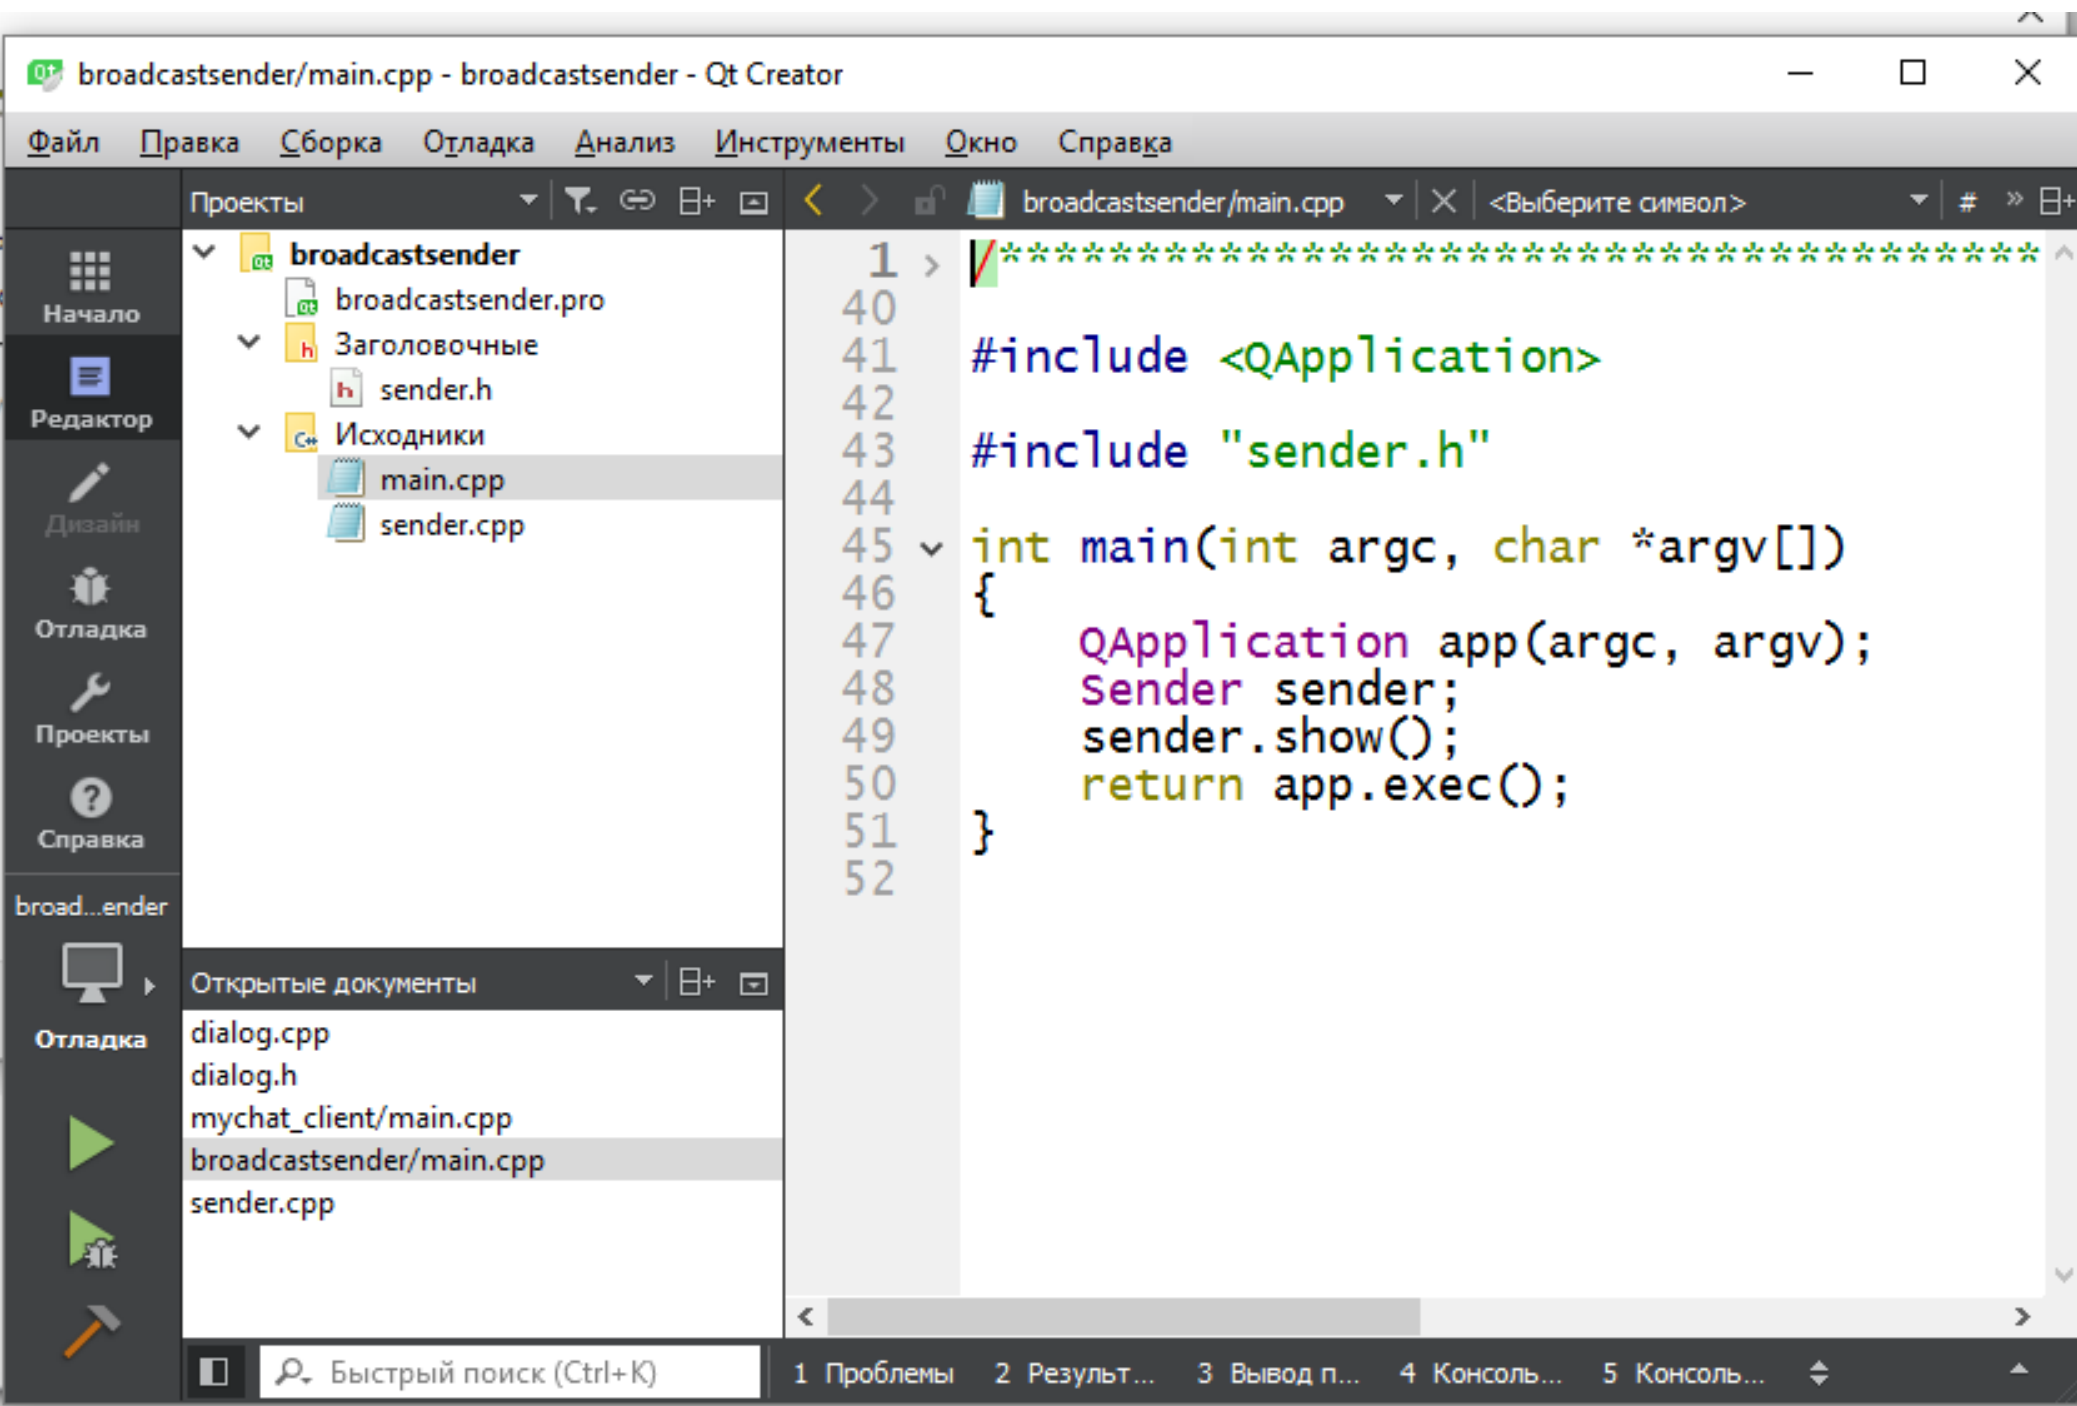 broadcastsender/main.cpp - broadcastsender - Qt Creator
Файл Правка Сборка Отладка Анализ Инструменты Окно Справка
Проекты
broadcastsender/main.cpp
<Выберите символ>
#
Начало
Редактор
Дизайн
Отладка
Проекты
Справка
broad...ender
Отладка
broadcastsender
broadcastsender.pro
Заголовочные
sender.h
Исходники
main.cpp
sender.cpp
Открытые документы
dialog.cpp
dialog.h
mychat_client/main.cpp
broadcastsender/main.cpp
sender.cpp
1 /**************************************
40
41 #include <QApplication>
42
43 #include "sender.h"
44
45 int main(int argc, char *argv[])
46 {
47 QApplication app(argc, argv);
48 Sender sender;
49 sender.show();
50 return app.exec();
51 }
52
Быстрый поиск (Ctrl+K)
1 Проблемы 2 Результ... 3 Вывод п... 4 Консоль... 5 Консоль...